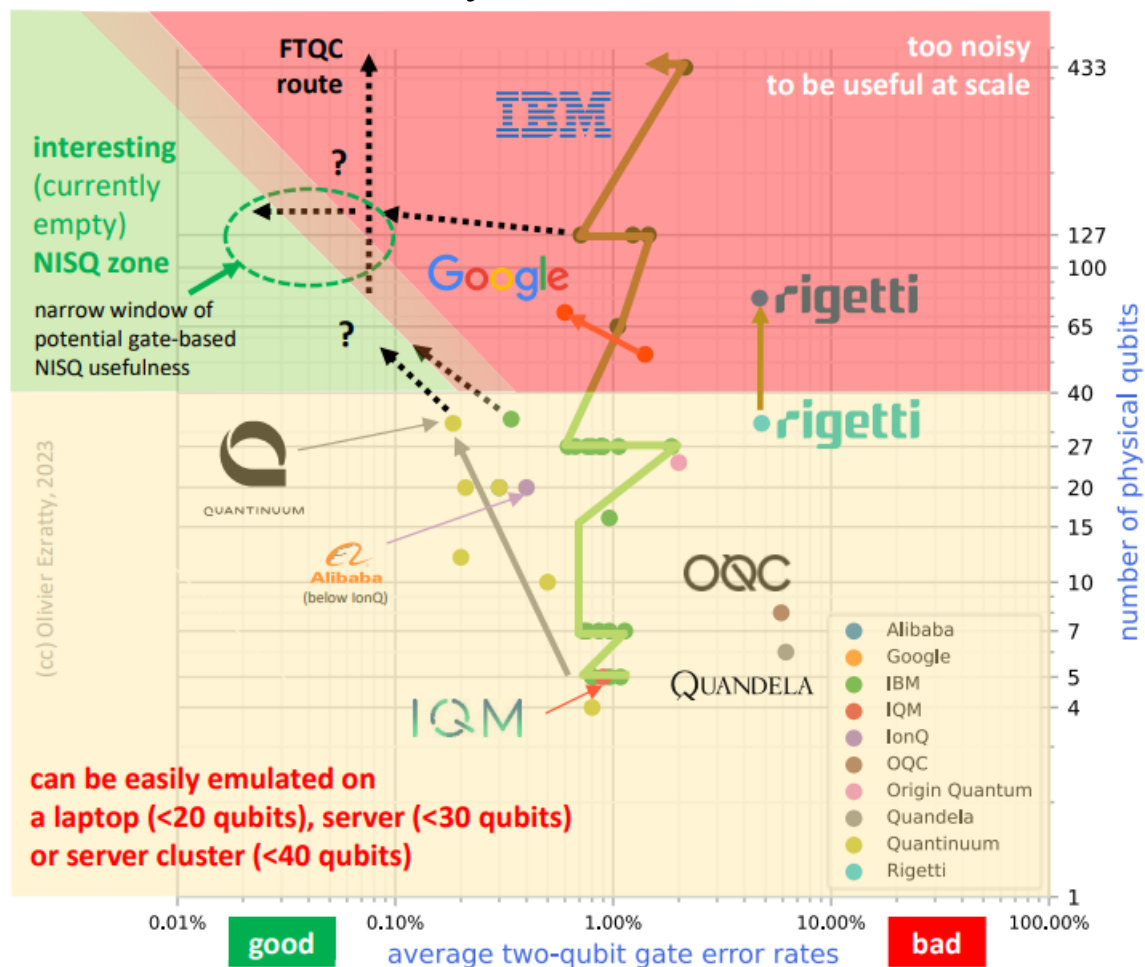 FTQC
route
too noisy
to be useful at scale
IBM
433
interesting
(currently
empty)
NISQ zone
?
127
100
Google
rigetti
narrow window of
potential gate-based
NISQ usefulness
?
65
40
rigetti
27
QUANTINUUM
20
15
Alibaba
(below IonQ)
OQC
10
7
QUANDELA
5
IQM
4
number of physical qubits
(cc) Olivier Ezratty, 2023
Alibaba
Google
IBM
IQM
IonQ
OQC
Origin Quantum
Quandela
Quantinuum
Rigetti
can be easily emulated on
a laptop (<20 qubits), server (<30 qubits)
or server cluster (<40 qubits)
1
0.01%
0.10%
1.00%
10.00%
100.00%
good
average two-qubit gate error rates
bad